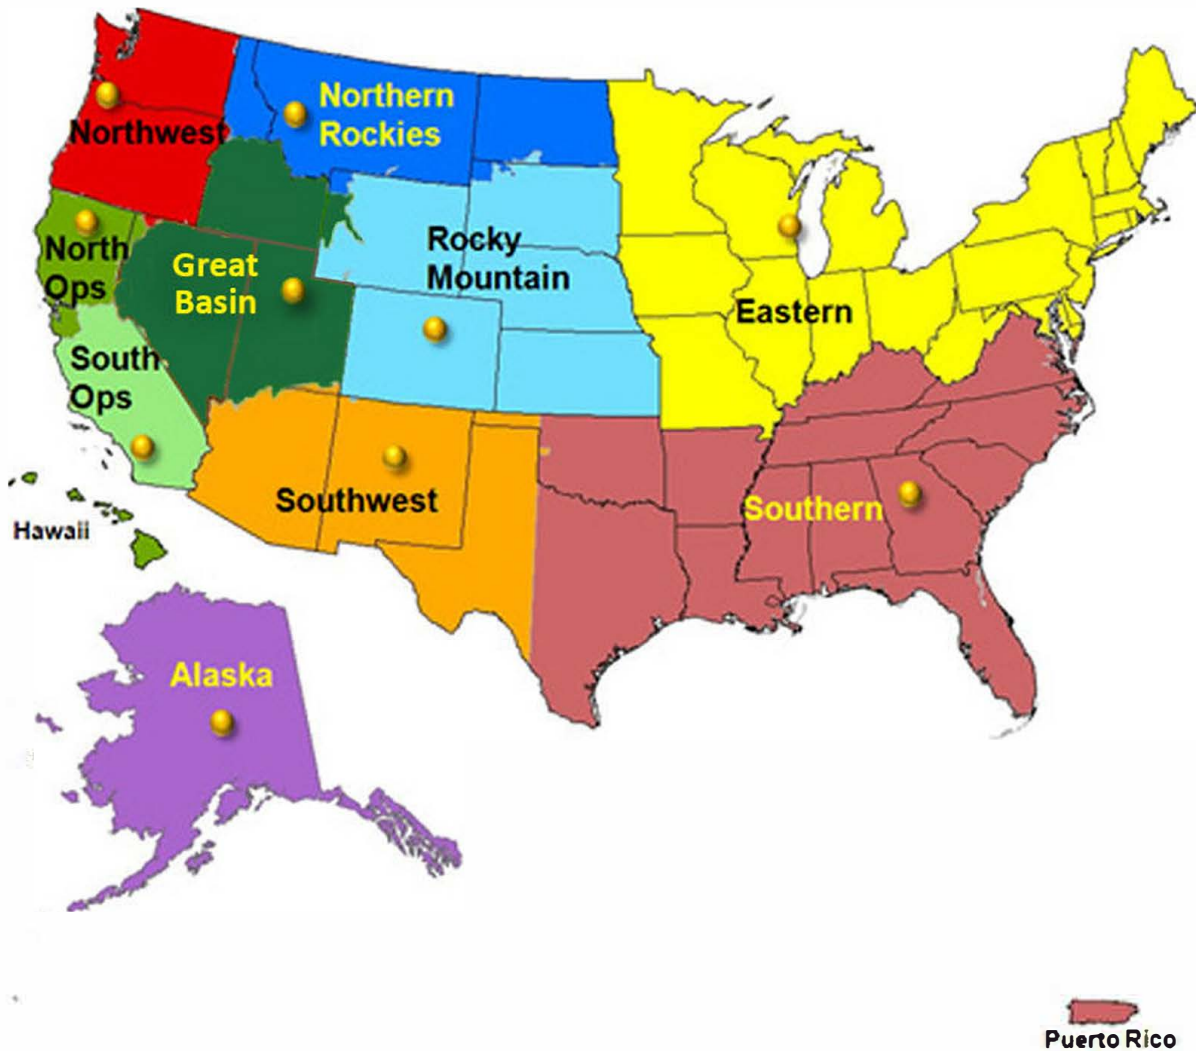 Northern
Rockies
Northwest
North
Ops
Great
Basin
Rocky
Mountain
Eastern
South
Ops
Southwest
Southern
Hawaii
Alaska
Puerto Rico